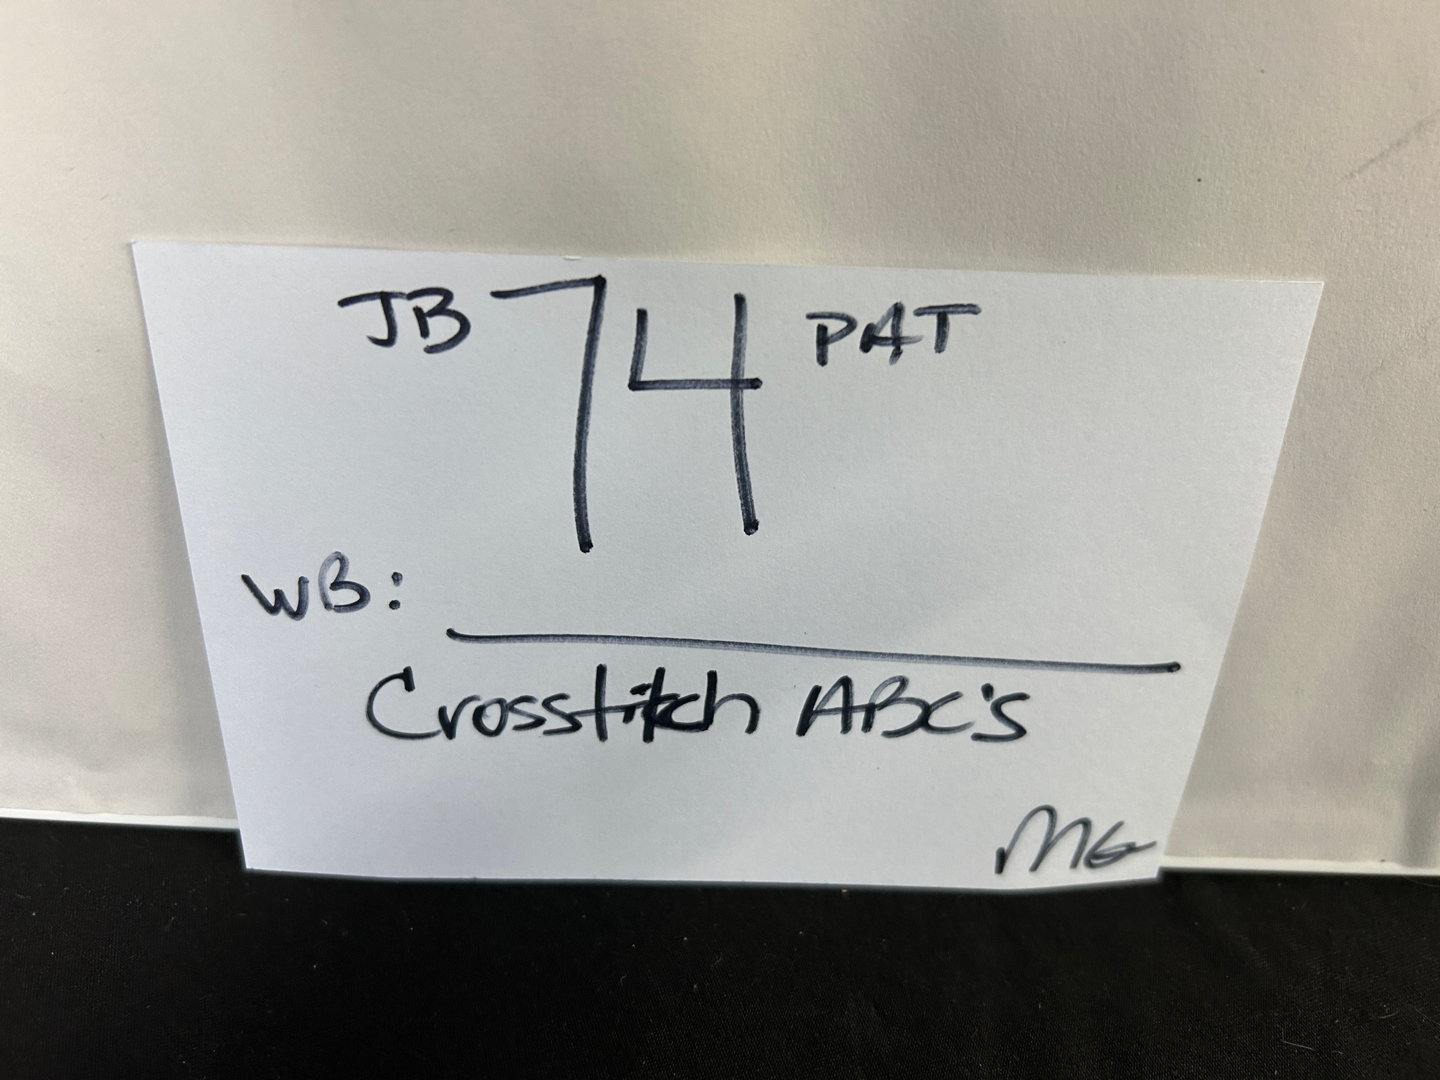 JB 74 PAT
WB:
Crosstitch ABC's
MG